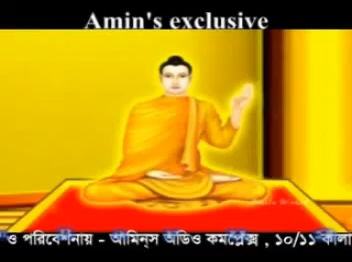 Amin's exclusive
ও পরিবেশনায় - আমিন্স অডিও কমপ্লেক্স , ১০/১১ কালা